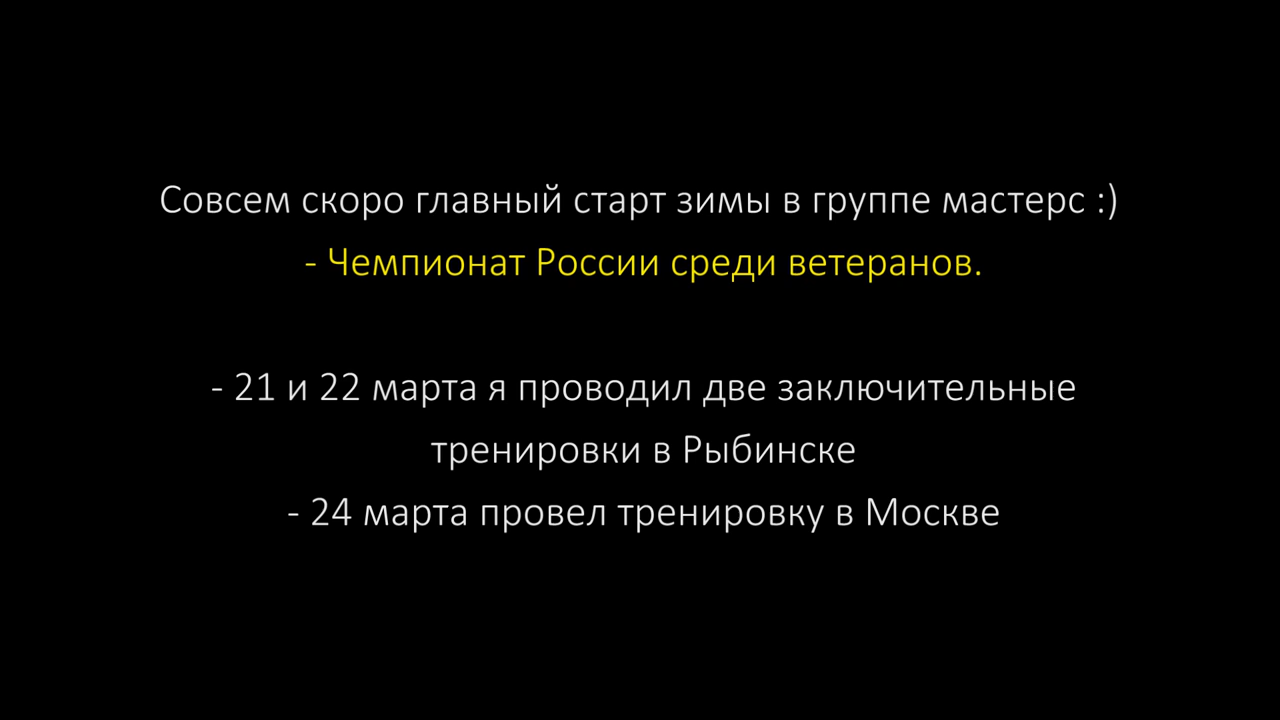 Совсем скоро главный старт зимы в группе мастерс :)
- Чемпионат России среди ветеранов.
- 21 и 22 марта я проводил две заключительные
тренировки в Рыбинске
- 24 марта провел тренировку в Москве